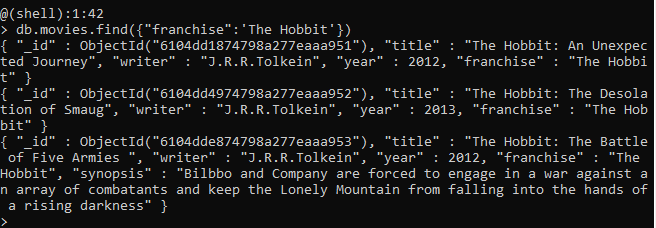 @(shell):1:42
> db.movies.find({"franchise":'The Hobbit'})
{ "_id" : ObjectId("6104dd1874798a277eaaa951"), "title" : "The Hobbit: An Unexpec
ted Journey", "writer" : "J.R.R.Tolkein", "year" : 2012, "franchise" : "The Hobbi
t" }
{ "_id" : ObjectId("6104dd4974798a277eaaa952"), "title" : "The Hobbit: The Desola
tion of Smaug", "writer" : "J.R.R.Tolkein", "year" : 2013, "franchise" : "The Hob
bit" }
{ "_id" : ObjectId("6104dde874798a277eaaa953"), "title" : "The Hobbit: The Battle
 of Five Armies ", "writer" : "J.R.R.Tolkein", "year" : 2012, "franchise" : "The 
Hobbit", "synopsis" : "Bilbbo and Company are forced to engage in a war against a
n array of combatants and keep the Lonely Mountain from falling into the hands of
 a rising darkness" }
>